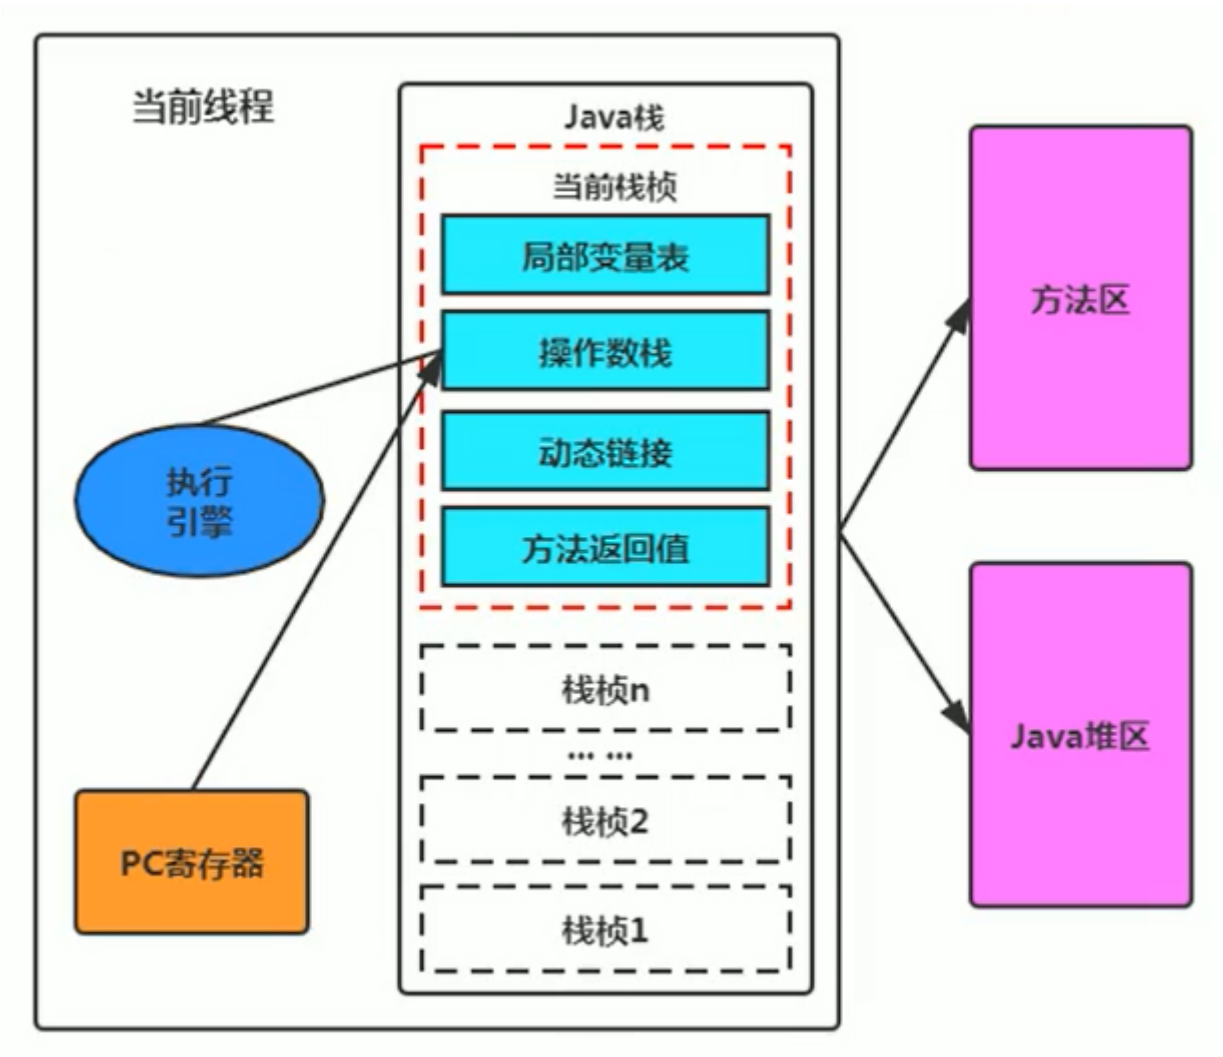 当前线程
Java栈
当前栈桢
局部变量表
操作数栈
动态链接
方法返回值
执行
引擎
栈桢n
... ...
栈桢2
栈桢1
PC寄存器
方法区
Java堆区